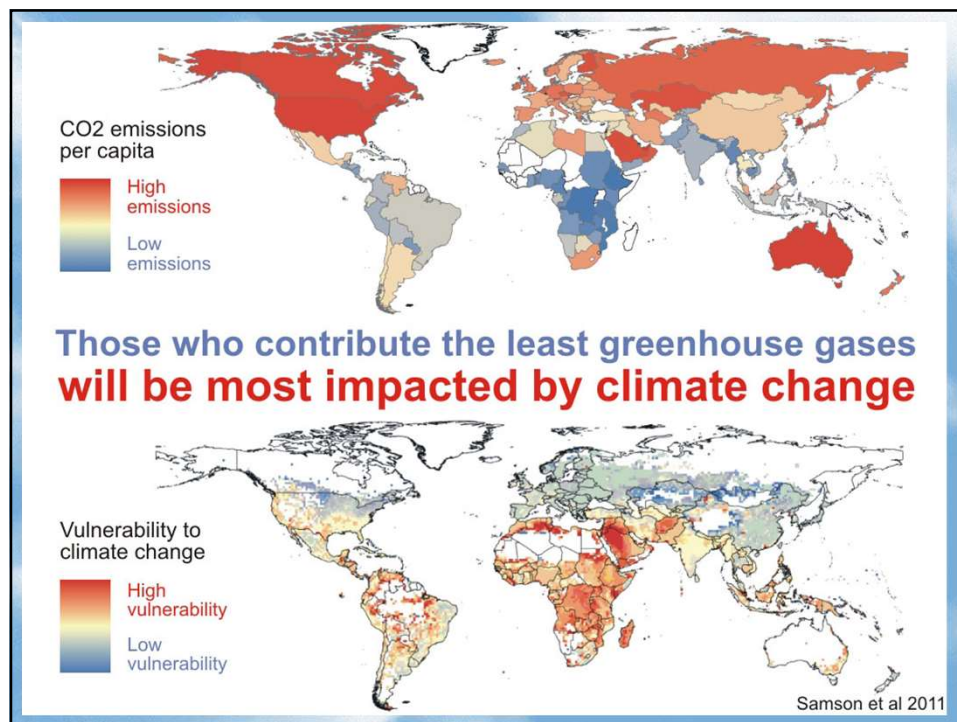 CO2 emissions
per capita
High
emissions
Low
emissions
Those who contribute the least greenhouse gases
will be most impacted by climate change
Vulnerability to
climate change
High
vulnerability
Low
vulnerability
Samson et al 2011